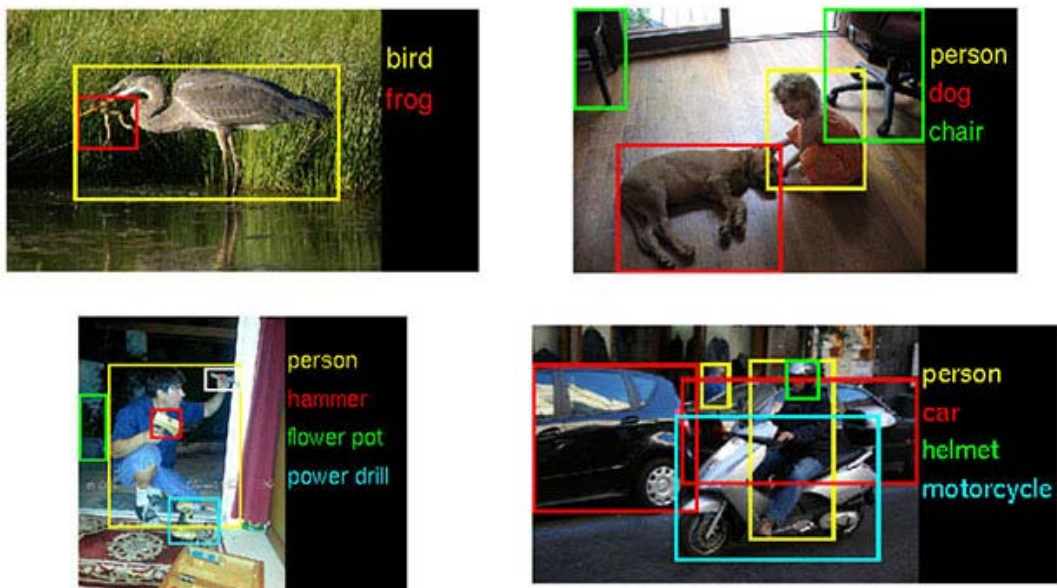 bird
frog
person
dog
chair
person
hammer
flower pot
power drill
person
car
helmet
motorcycle